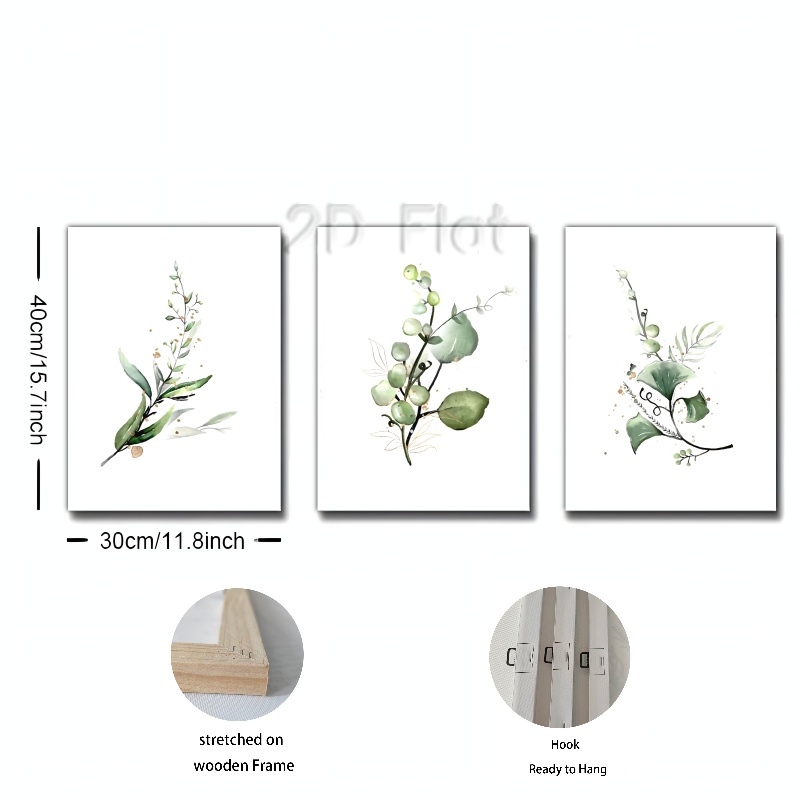 2D Flat
40cm/15.7inch
30cm/11.8inch
stretched on
wooden Frame
Hook
Ready to Hang